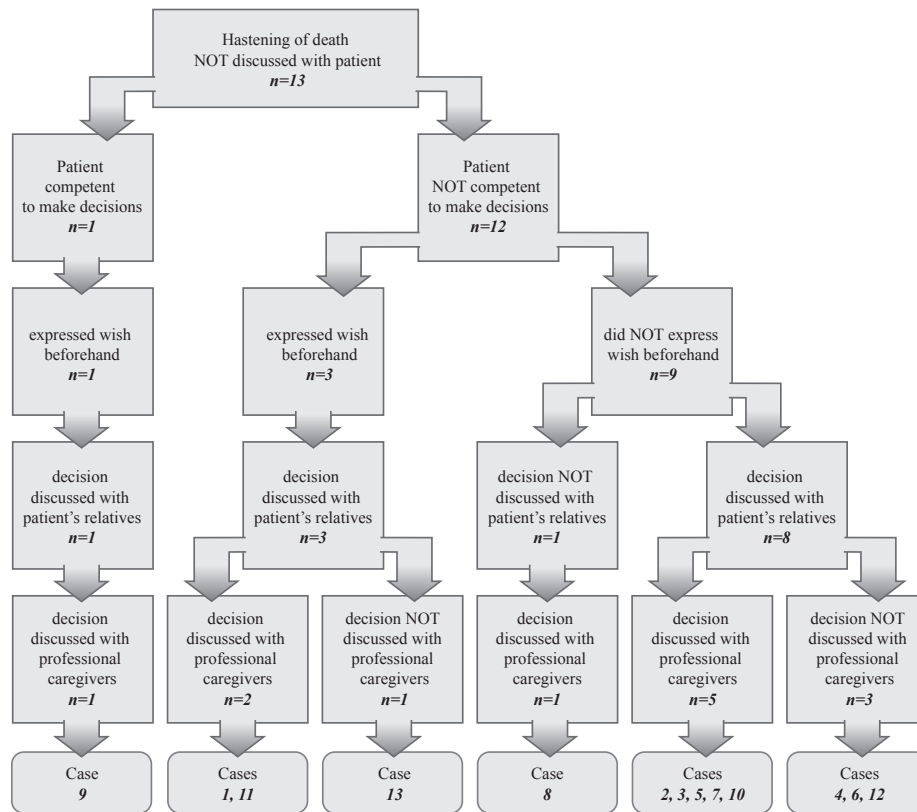 Hastening of death
NOT discussed with patient
n=13
Patient
competent
to make decisions
n=1
Patient
NOT competent
to make decisions
n=12
expressed wish
beforehand
n=1
expressed wish
beforehand
n=3
did NOT express
wish beforehand
n=9
decision
discussed with
patient's relatives
n=1
decision
discussed with
patient's relatives
n=3
decision NOT
discussed with
patient's relatives
n=1
decision
discussed with
patient's relatives
n=8
decision
discussed with
professional
caregivers
n=1
decision
discussed with
professional
caregivers
n=2
decision NOT
discussed with
professional
caregivers
n=1
decision
discussed with
professional
caregivers
n=1
decision
discussed with
professional
caregivers
n=5
decision NOT
discussed with
professional
caregivers
n=3
Case
9
Cases
1, 11
Case
13
Case
8
Cases
2, 3, 5, 7, 10
Cases
4, 6, 12